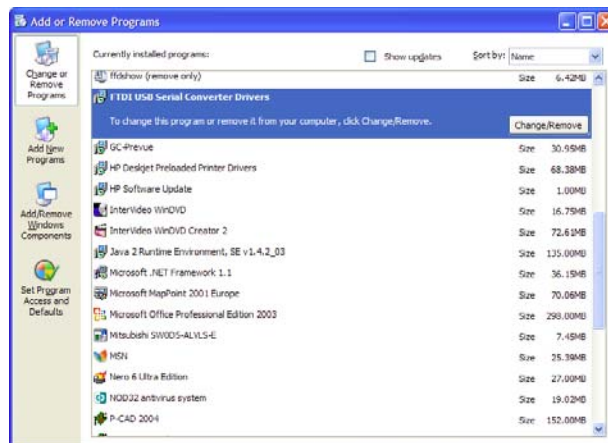 Add or Remove Programs
Change or
Remove
Programs
Add New
Programs
Add/Remove
Windows
Components
Set Program
Access and
Defaults
Currently installed programs:
Show updates
Sort by: Name
ffdshow (remove only) Size 6.42MB
FTDI USB Serial Converter Drivers
To change this program or remove it from your computer, click Change/Remove.
Change/Remove
GC-Prevue Size 30.95MB
HP Deskjet Preloaded Printer Drivers Size 68.38MB
HP Software Update Size 1.00MB
InterVideo WinDVD Size 16.75MB
InterVideo WinDVD Creator 2 Size 72.61MB
Java 2 Runtime Environment, SE v1.4.2_03 Size 135.00MB
Microsoft .NET Framework 1.1 Size 36.15MB
Microsoft MapPoint 2001 Europe Size 70.06MB
Microsoft Office Professional Edition 2003 Size 298.00MB
Mitsubishi SW0D5-ALVLS-E Size 7.45MB
MSN Size 25.39MB
Nero 6 Ultra Edition Size 27.00MB
NOD32 antivirus system Size 19.02MB
P-CAD 2004 Size 152.00MB